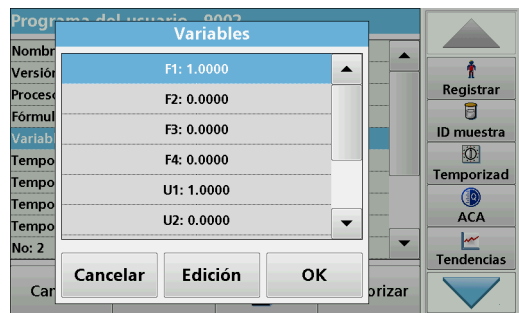 Programa del usuario - 9002
Variables
Nombr
Versión
Proceso
Fórmul
Variabl
Tempo
Tempo
Tempo
Tempo
No: 2
F1: 1.0000
F2: 0.0000
F3: 0.0000
F4: 0.0000
U1: 1.0000
U2: 0.0000
Cancelar
Edición
OK
Car
orizar
Registrar
ID muestra
Temporizad
ACA
Tendencias